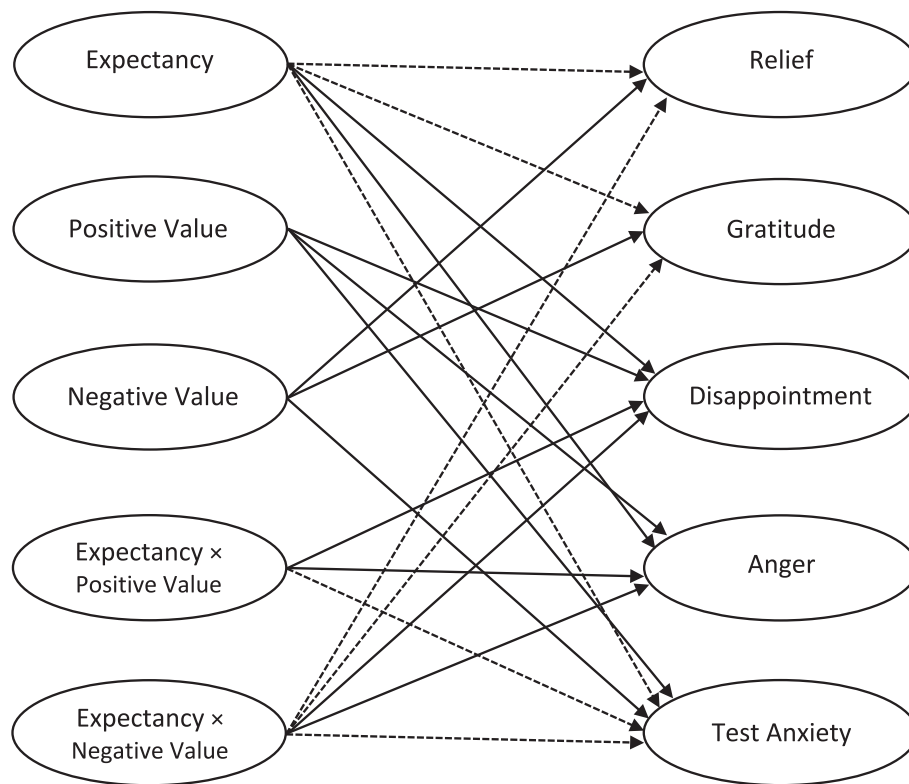 Expectancy
Relief
Positive Value
Gratitude
Negative Value
Disappointment
Expectancy ×
Positive Value
Anger
Expectancy ×
Negative Value
Test Anxiety